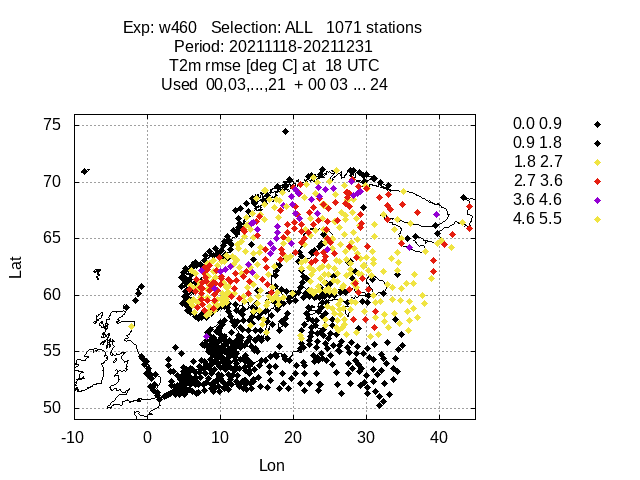 Exp: w460 Selection: ALL 1071 stations
Period: 20211118-20211231
T2m rmse [deg C] at 18 UTC
Used 00,03,...,21 + 00 03 ... 24
0.0 0.9
0.9 1.8
1.8 2.7
2.7 3.6
3.6 4.6
4.6 5.5
75
70
65
60
55
50
Lat
-10 0 10 20 30 40
Lon